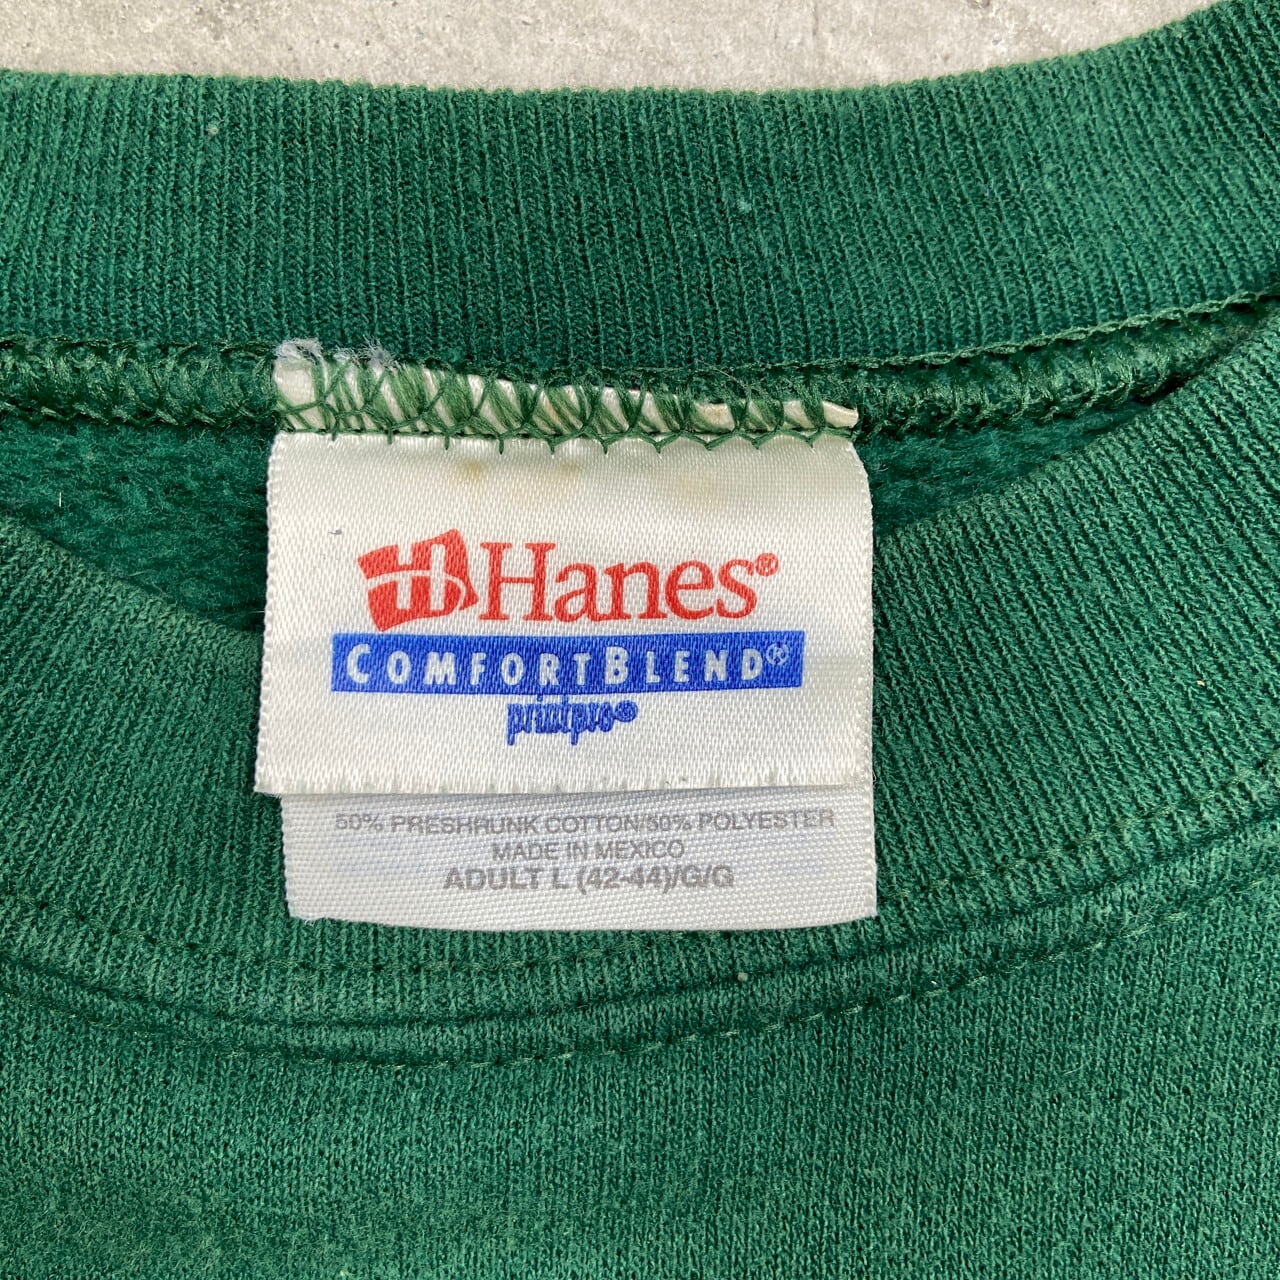 Hanes®
COMFORTBLEND®
printpro®
50% PRESHRUNK COTTON/50% POLYESTER
MADE IN MEXICO
ADULT L (42-44)/G/G